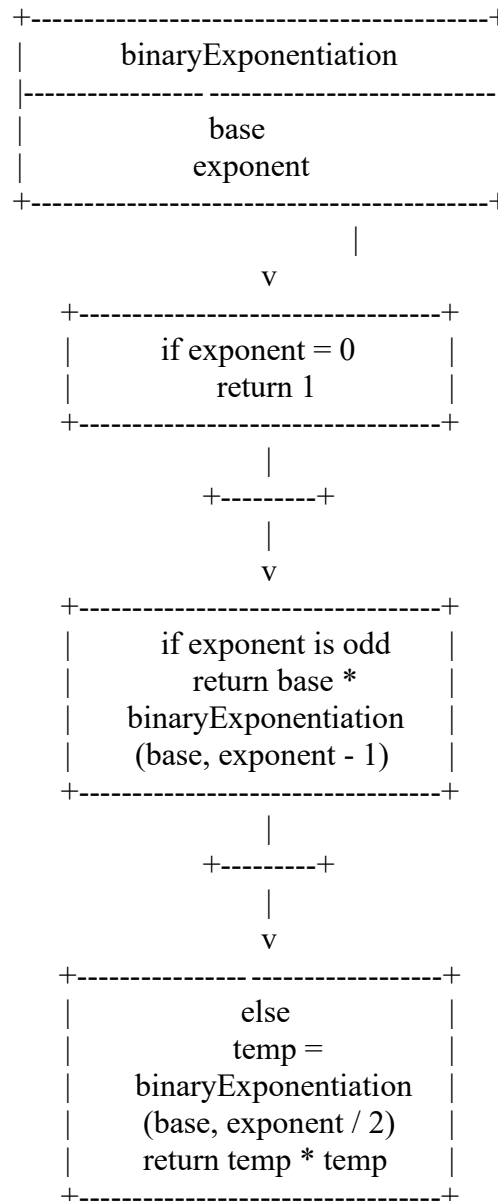 +-------------------------------------------+
| binaryExponentiation
|----------------- ---------------------------
| base
| exponent
+-------------------------------------------+
|
v
+----------------------------------+
| if exponent = 0 |
| return 1 |
+----------------------------------+
|
+---------+
|
v
+----------------------------------+
| if exponent is odd |
| return base * |
| binaryExponentiation |
| (base, exponent - 1) |
+----------------------------------+
|
+---------+
|
v
+---------------- ------------------+
| else |
| temp = |
| binaryExponentiation |
| (base, exponent / 2) |
| return temp * temp |
+----------------------------------+